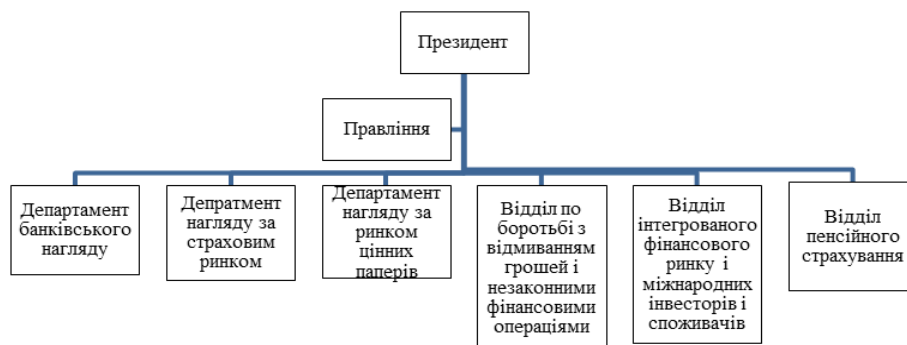 Президент
Правління
Департамент
банківського
нагляду
Депратмент
нагляду за
страховим
ринком
Департамент
нагляду за
ринком
цінних
паперів
Відділ по
боротьбі з
відмиванням
грошей і
незаконними
фінансовими
операціями
Відділ
інтегрованого
фінансового
ринку і
міжнародних
інвесторів і
споживачів
Відділ
пенсійного
страхування